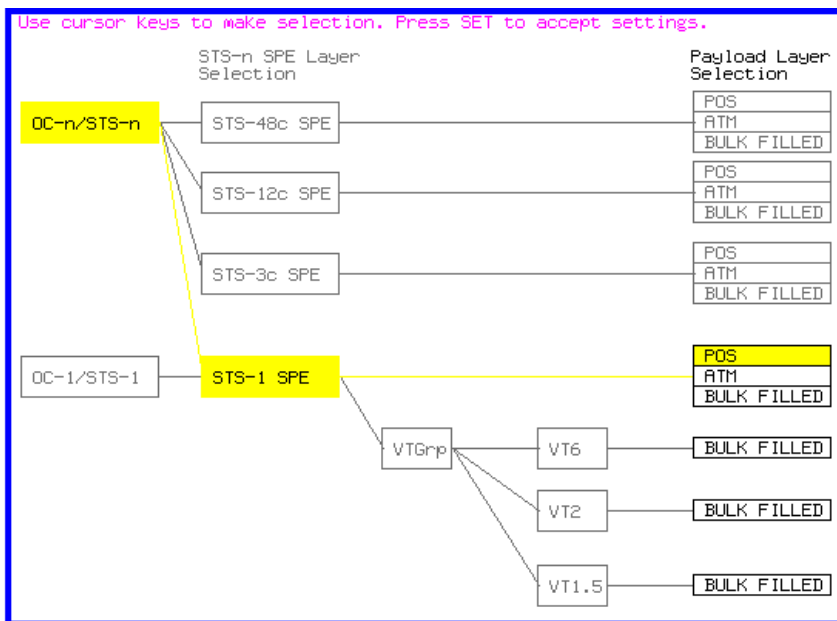 Use cursor keys to make selection. Press SET to accept settings.
STS-n SPE Layer
Selection
Payload Layer
Selection
OC-n/STS-n
STS-48c SPE
POS
ATM
BULK FILLED
STS-12c SPE
POS
ATM
BULK FILLED
STS-3c SPE
POS
ATM
BULK FILLED
OC-1/STS-1
STS-1 SPE
POS
ATM
BULK FILLED
VTGrp
VT6
BULK FILLED
VT2
BULK FILLED
VT1.5
BULK FILLED